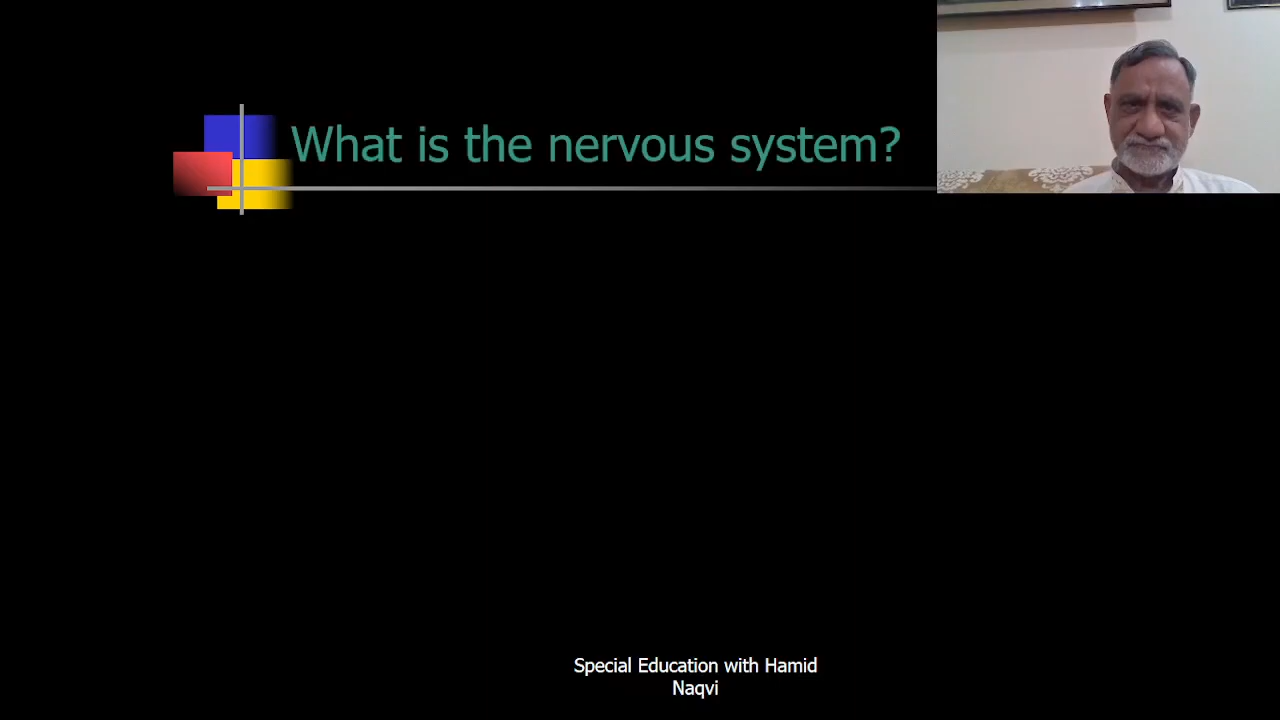 What is the nervous system?
Special Education with Hamid
Naqvi